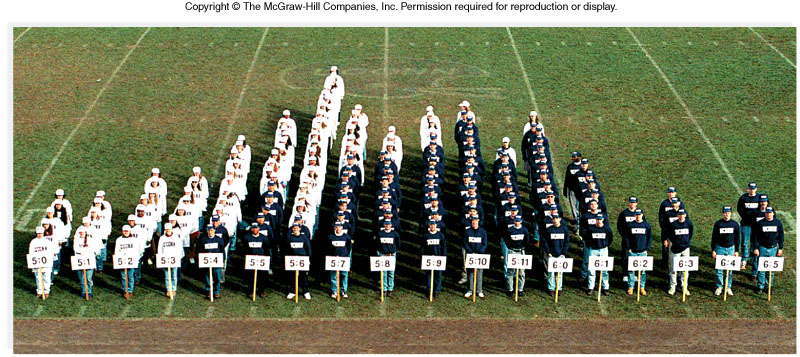 Copyright © The McGraw-Hill Companies, Inc. Permission required for reproduction or display.
5:0 5:1 5:2 5:3 5:4 5:5 5:6 5:7 5:8 5:9 5:10 5:11 6:0 6:1 6:2 6:3 6:4 6:5